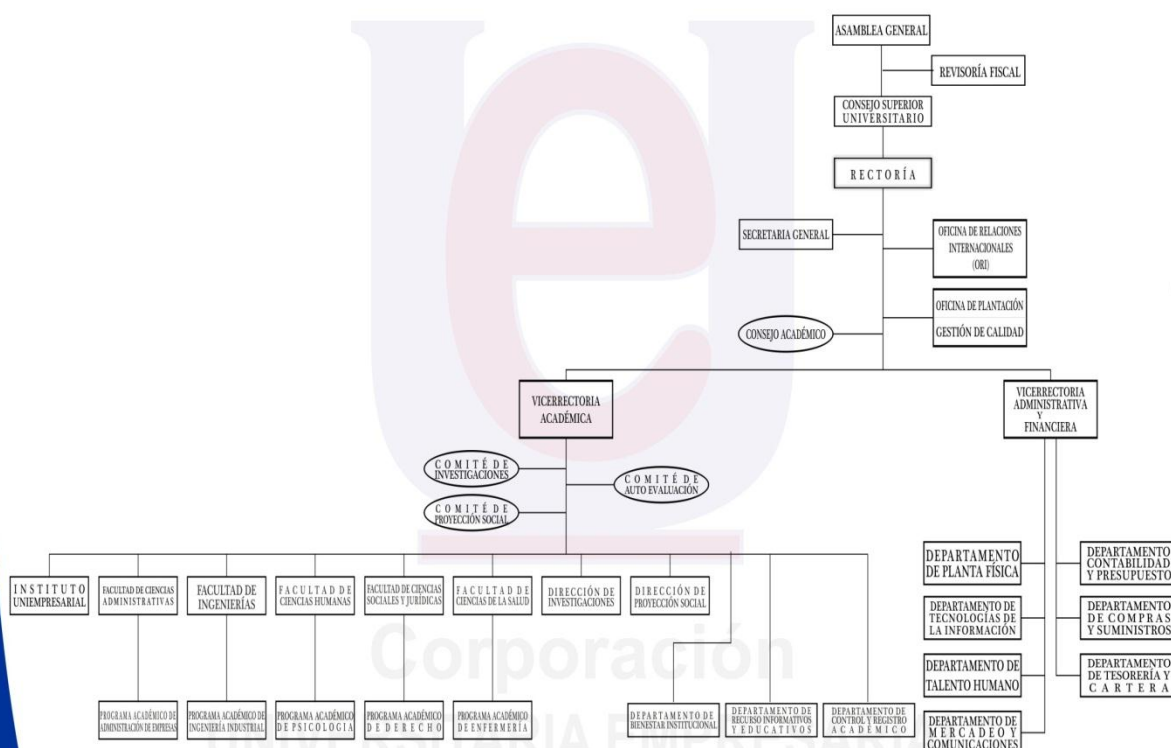 ASAMBLEA GENERAL
REVISORÍA FISCAL
CONSEJO SUPERIOR
UNIVERSITARIO
RECTORÍA
SECRETARIA GENERAL
OFICINA DE RELACIONES
INTERNACIONALES
(ORI)
OFICINA DE PLANTACIÓN
GESTIÓN DE CALIDAD
CONSEJO ACADÉMICO
VICERRECTORIA
ACADÉMICA
VICERRECTORIA
ADMINISTRATIVA
Y
FINANCIERA
COMITÉ DE
INVESTIGACIONES
COMITÉ DE
AUTO EVALUACIÓN
COMITÉ DE
PROYECCIÓN SOCIAL
INSTITUTO
UNIEMPRESARIAL
FACULTAD DE CIENCIAS
ADMINISTRATIVAS
FACULTAD DE
INGENIERÍAS
FACULTAD DE
CIENCIAS HUMANAS
FACULTAD DE CIENCIAS
SOCIALES Y JURÍDICAS
FACULTAD DE
CIENCIAS DE LA SALUD
DIRECCIÓN DE
INVESTIGACIONES
DIRECCIÓN DE
PROYECCIÓN SOCIAL
PROGRAMA ACADÉMICO DE
ADMINISTRACIÓN DE EMPRESAS
PROGRAMA ACADÉMICO DE
INGENIERÍA INDUSTRIAL
PROGRAMA ACADÉMICO
DE PSICOLOGIA
PROGRAMA ACADÉMICO
DE DERECHO
PROGRAMA ACADÉMICO
DE ENFERMERÍA
DEPARTAMENTO DE
BIENESTAR INSTITUCIONAL
DEPARTAMENTO DE
RECURSO INFORMATIVOS
Y EDUCATIVOS
DEPARTAMENTO DE
CONTROL Y REGISTRO
ACADÉMICO
DEPARTAMENTO
DE PLANTA FÍSICA
DEPARTAMENTO DE
TECNOLOGÍAS DE
LA INFORMACIÓN
DEPARTAMENTO DE
TALENTO HUMANO
DEPARTAMENTO DE
MERCADEO Y
COMUNICACIONES
DEPARTAMENTO
CONTABILIDAD
Y PRESUPUESTO
DEPARTAMENTO
DE COMPRAS
Y SUMINISTROS
DEPARTAMENTO
DE TESORERÍA Y
CARTERA
ue
Corporación
UNIVERSITARIA EMPRESARI